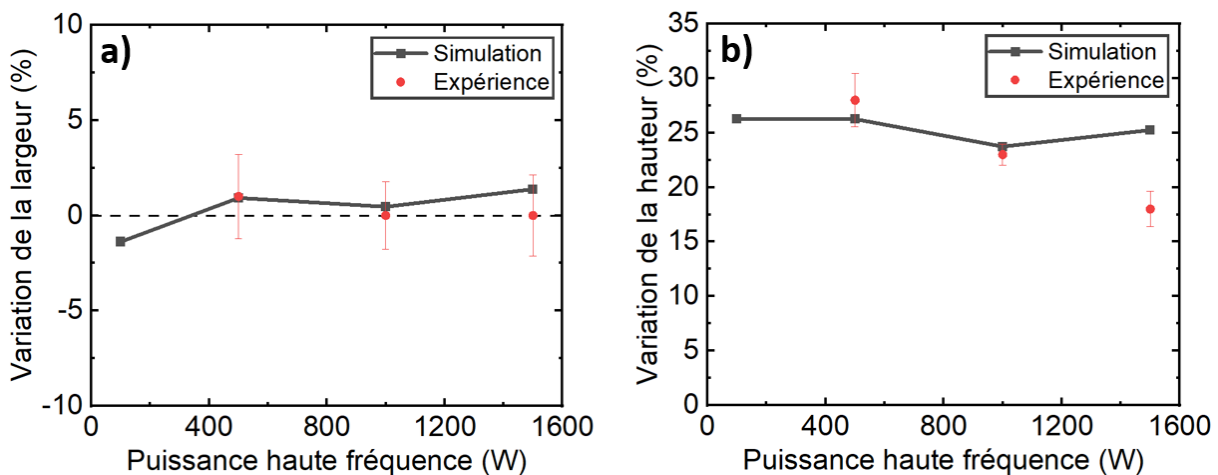 a)
Simulation
Expérience
Variation de la largeur (%)
10
5
0
-5
-10
0
400
800
1200
1600
Puissance haute fréquence (W)
b)
Simulation
Expérience
Variation de la hauteur (%)
35
30
25
20
15
10
5
0
0
400
800
1200
1600
Puissance haute fréquence (W)